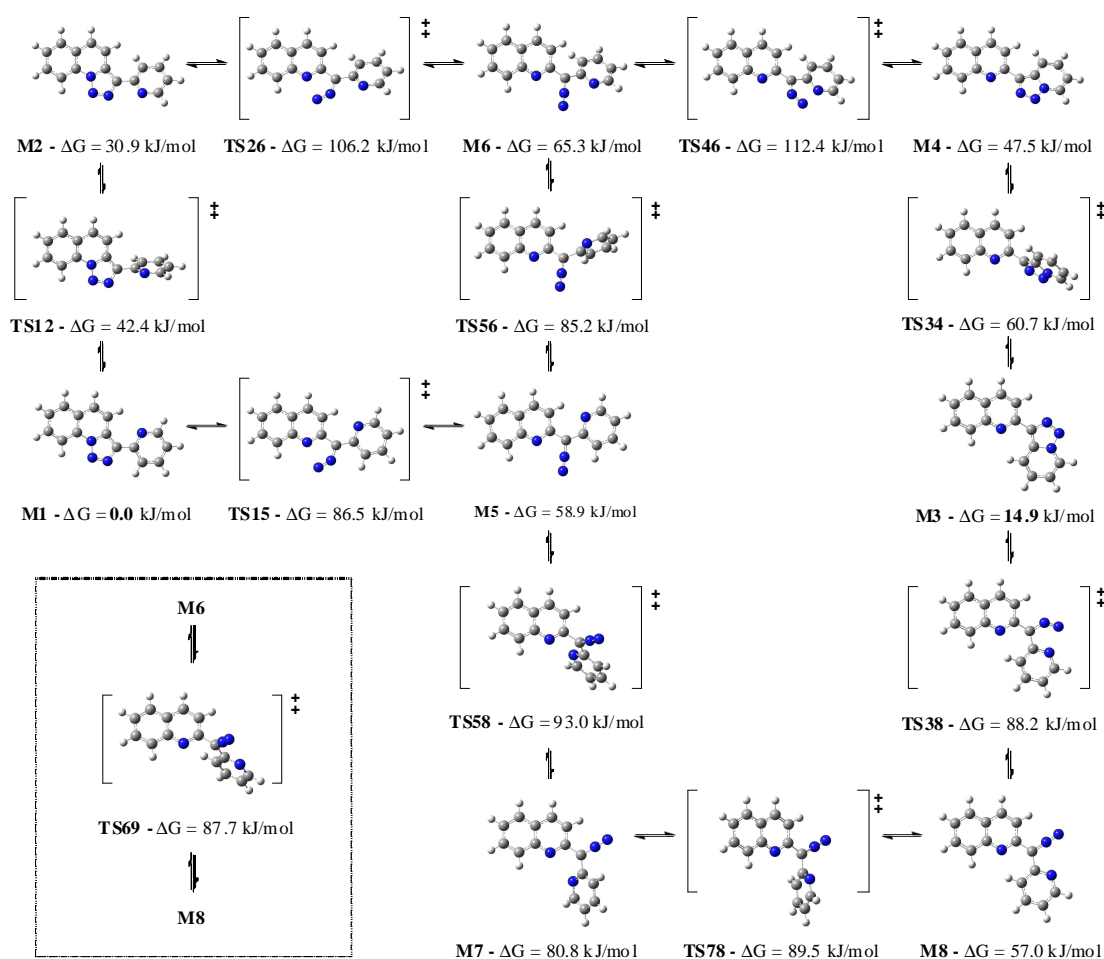 M2 - ΔG = 30.9 kJ/mol TS26 - ΔG = 106.2 kJ/mol M6 - ΔG = 65.3 kJ/mol TS46 - ΔG = 112.4 kJ/mol M4 - ΔG = 47.5 kJ/mol
TS12 - ΔG = 42.4 kJ/mol TS56 - ΔG = 85.2 kJ/mol TS34 - ΔG = 60.7 kJ/mol
M1 - ΔG = 0.0 kJ/mol TS15 - ΔG = 86.5 kJ/mol M5 - ΔG = 58.9 kJ/mol M3 - ΔG = 14.9 kJ/mol
M6
TS58 - ΔG = 93.0 kJ/mol TS38 - ΔG = 88.2 kJ/mol
TS69 - ΔG = 87.7 kJ/mol
M8
M7 - ΔG = 80.8 kJ/mol TS78 - ΔG = 89.5 kJ/mol M8 - ΔG = 57.0 kJ/mol